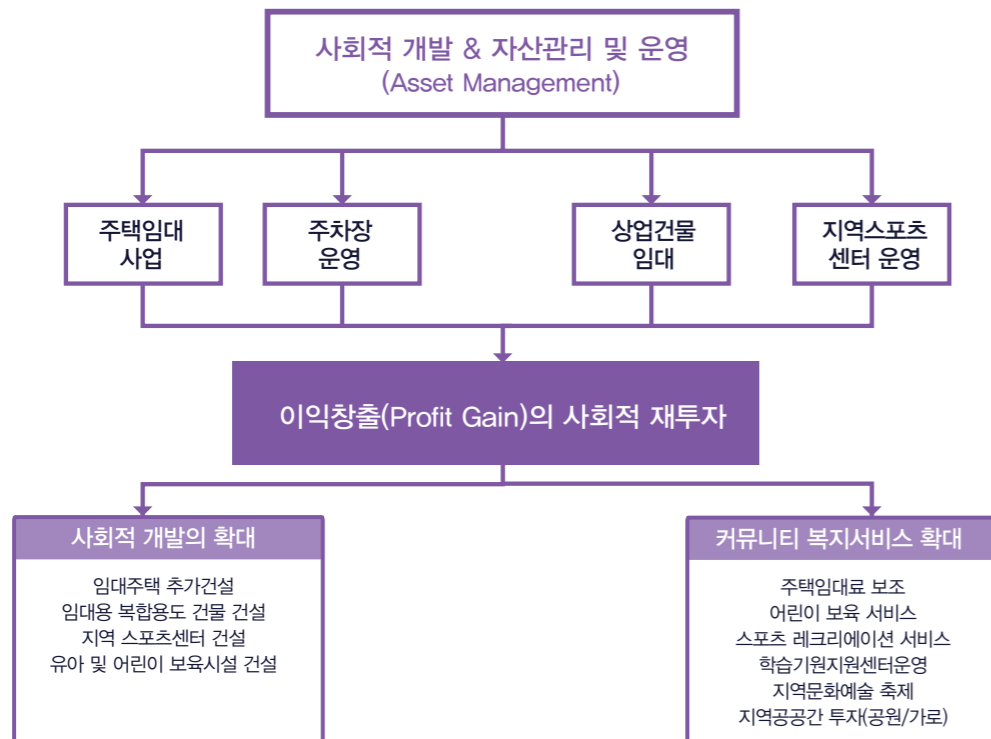 사회적 개발 & 자산관리 및 운영
(Asset Management)
주택임대
사업
주차장
운영
상업건물
임대
지역스포츠
센터 운영
이익창출(Profit Gain)의 사회적 재투자
사회적 개발의 확대
임대주택 추가건설
임대용 복합용도 건물 건설
지역 스포츠센터 건설
유아 및 어린이 보육시설 건설
커뮤니티 복지서비스 확대
주택임대료 보조
어린이 보육 서비스
스포츠 레크리에이션 서비스
학습기원지원센터운영
지역문화예술 축제
지역공공간 투자(공원/가로)